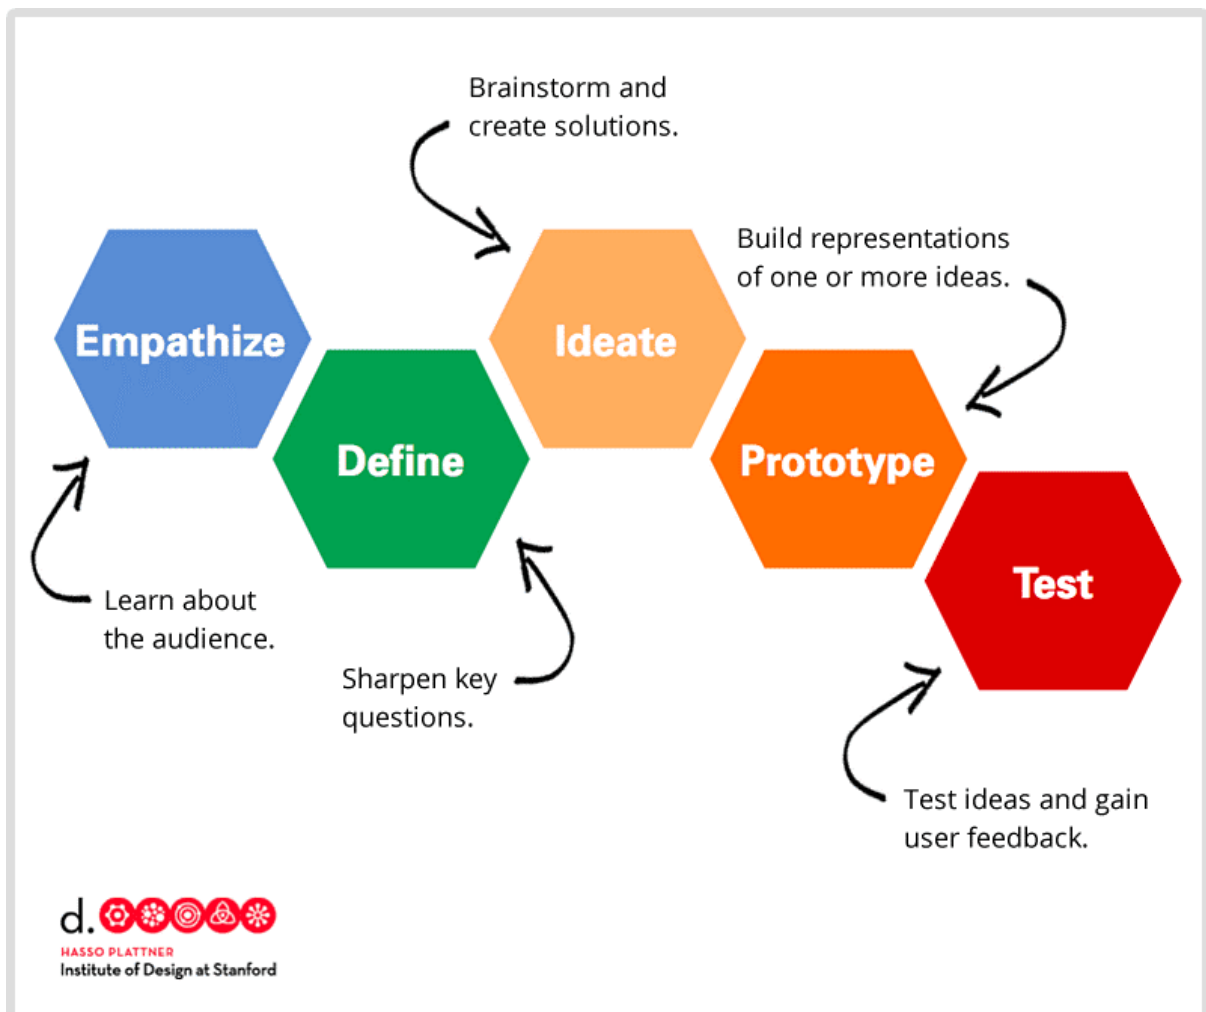 Brainstorm and
create solutions.
Build representations
of one or more ideas.
Empathize
Ideate
Define
Prototype
Test
Learn about
the audience.
Sharpen key
questions.
Test ideas and gain
user feedback.
d.
HASSO PLATTNER
Institute of Design at Stanford